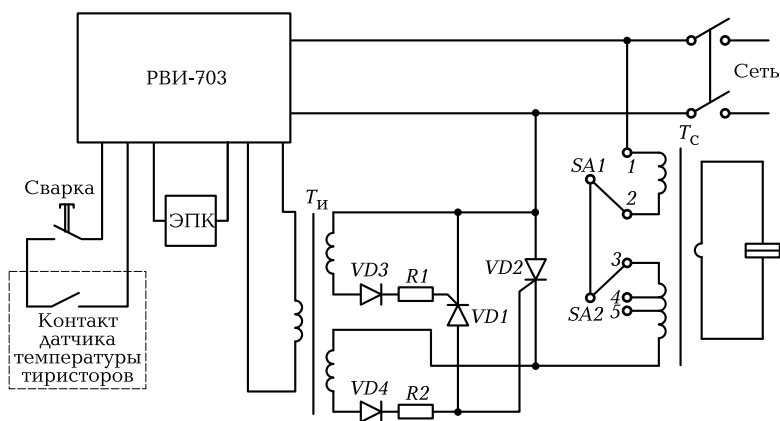 РВИ-703
Сеть
Tс
Сварка
ЭПК
Tи
SA1
1
2
3
4
5
SA2
VD3
R1
VD2
VD1
VD4
R2
Контакт
датчика
температуры
тиристоров